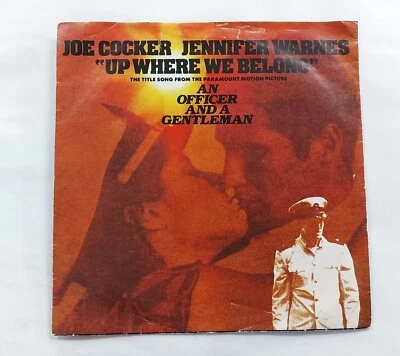 JOE COCKER JENNIFER WARNES
"UP WHERE WE BELONG"
THE TITLE SONG FROM THE PARAMOUNT MOTION PICTURE
AN
OFFICER
AND A
GENTLEMAN